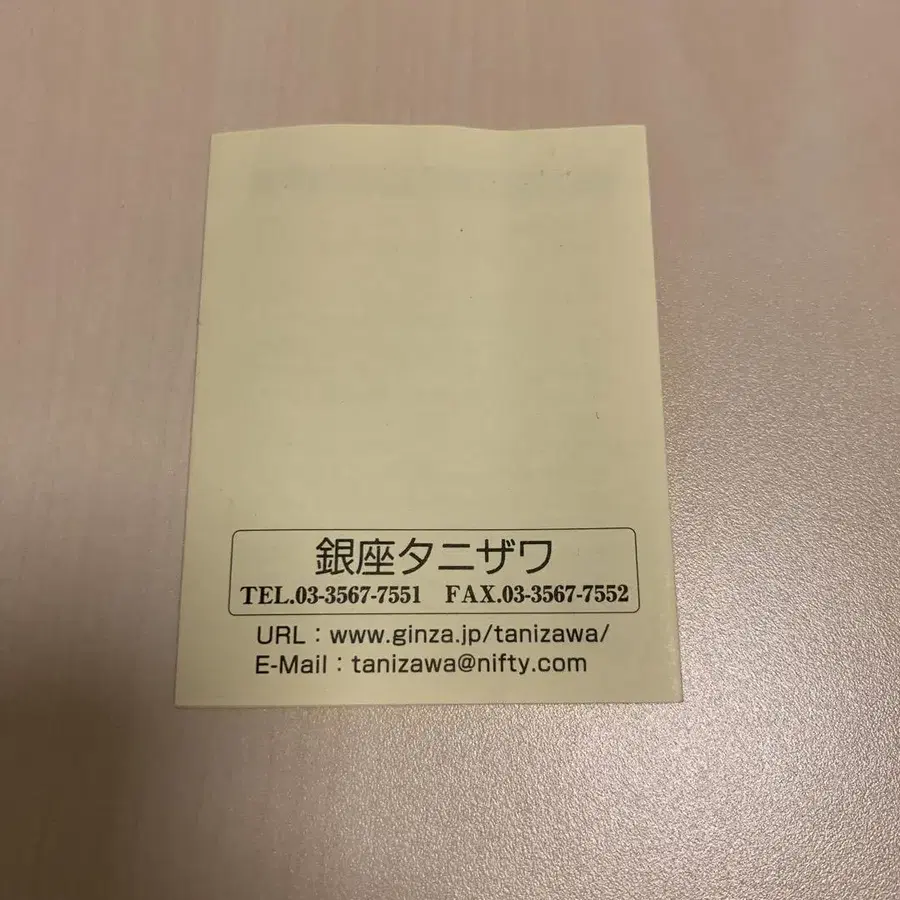 銀座タニザワ
TEL.03-3567-7551 FAX.03-3567-7552
URL：www.ginza.jp/tanizawa/
E-Mail：tanizawa@nifty.com